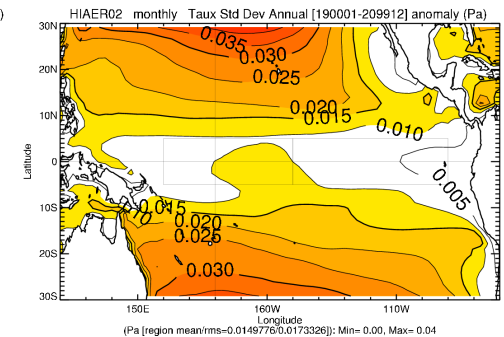 )
HIAER02 monthly Taux Std Dev Annual [190001-209912] anomaly (Pa)
30N
0.035
0.030
20N
0.025
0.020
0.015
10N
0.010
Latitude
0
0.005
10S
0.015
0.010
0.020
0.025
20S
0.030
30S
150E 160W 110W
Longitude
(Pa [region mean/rms=0.0149776/0.0173326]): Min= 0.00, Max= 0.04